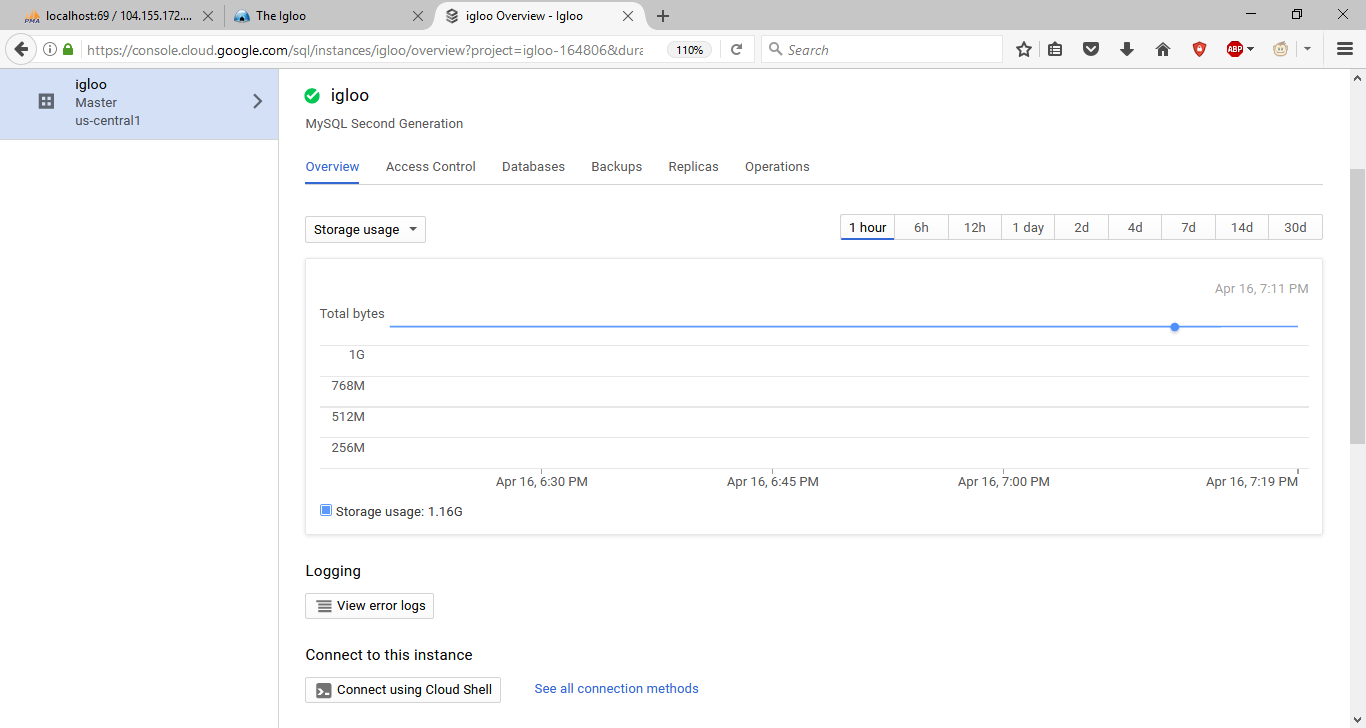 PMA localhost:69 / 104.155.172.... The Igloo igloo Overview - Igloo
https://console.cloud.google.com/sql/instances/igloo/overview?project=igloo-164806&dura 110% Search ABP
igloo
Master
us-central1
igloo
MySQL Second Generation
Overview Access Control Databases Backups Replicas Operations
Storage usage 1 hour 6h 12h 1 day 2d 4d 7d 14d 30d
Apr 16, 7:11 PM
Total bytes
1G
768M
512M
256M
Apr 16, 6:30 PM Apr 16, 6:45 PM Apr 16, 7:00 PM Apr 16, 7:19 PM
Storage usage: 1.16G
Logging
View error logs
Connect to this instance
Connect using Cloud Shell See all connection methods